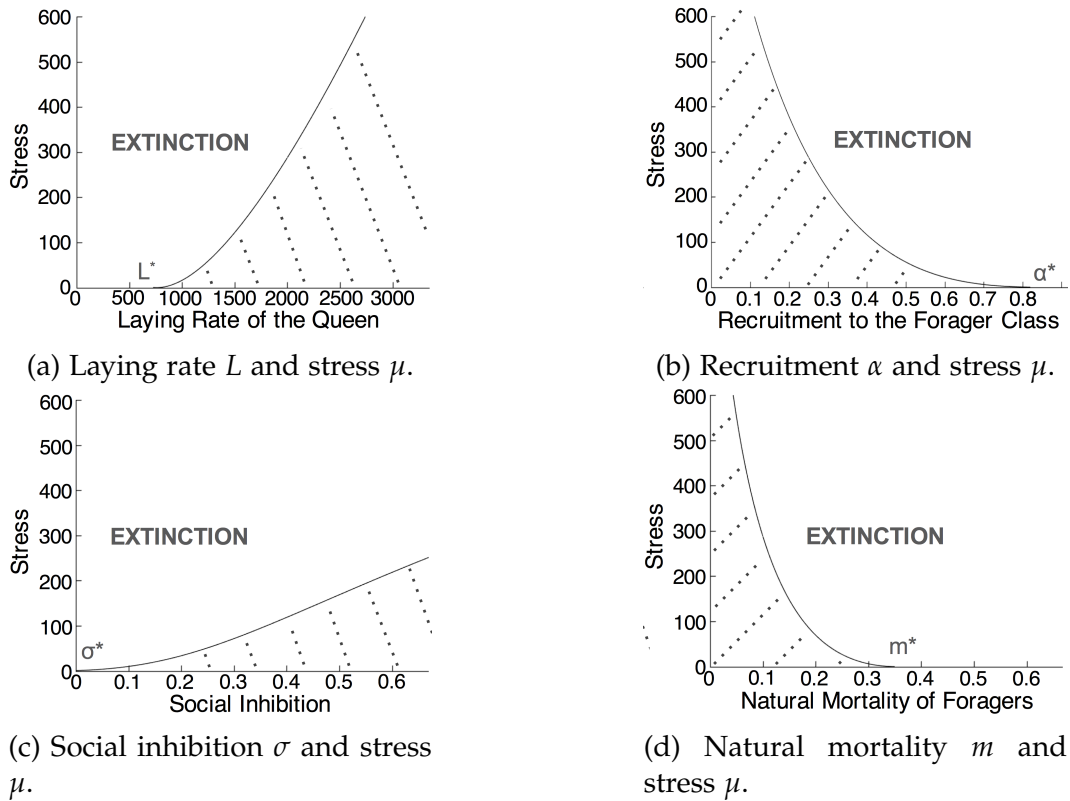 600
500
400
300
200
100
0
Stress
EXTINCTION
L*
0 500 1000 1500 2000 2500 3000
Laying Rate of the Queen
(a) Laying rate L and stress μ.
600
500
400
300
200
100
0
Stress
EXTINCTION
α*
0 0.1 0.2 0.3 0.4 0.5 0.6 0.7 0.8
Recruitment to the Forager Class
(b) Recruitment α and stress μ.
600
500
400
300
200
100
0
Stress
EXTINCTION
σ*
0 0.1 0.2 0.3 0.4 0.5 0.6
Social Inhibition
(c) Social inhibition σ and stress
μ.
600
500
400
300
200
100
0
Stress
EXTINCTION
m*
0 0.1 0.2 0.3 0.4 0.5 0.6
Natural Mortality of Foragers
(d) Natural mortality m and
stress μ.